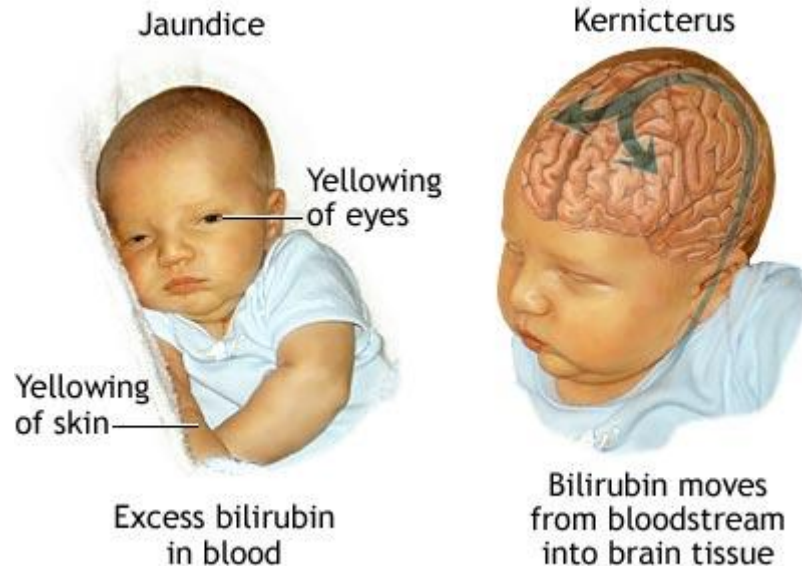 Jaundice
Yellowing
of eyes
Yellowing
of skin
Excess bilirubin
in blood
Kernicterus
Bilirubin moves
from bloodstream
into brain tissue